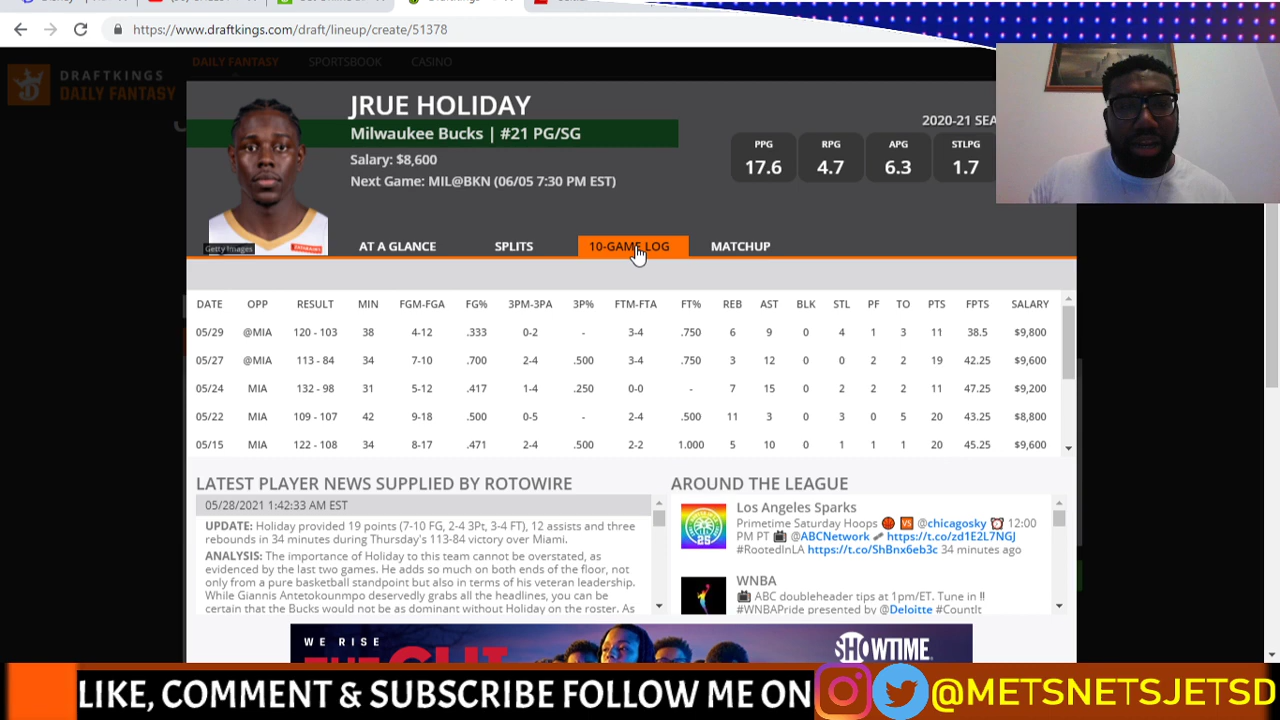 https://www.draftkings.com/draft/lineup/create/51378
DRAFTKINGS
DAILY FANTASY
DAILY FANTASY SPORTSBOOK CASINO
JRUE HOLIDAY
Milwaukee Bucks | #21 PG/SG
Salary: $8,600
Next Game: MIL@BKN (06/05 7:30 PM EST)
2020-21 SEA
PPG RPG APG STLPG
17.6 4.7 6.3 1.7
Getty Images
AT A GLANCE SPLITS 10-GAME LOG MATCHUP
DATE OPP RESULT MIN FGM-FGA FG% 3PM-3PA 3P% FTM-FTA FT% REB AST BLK STL PF TO PTS FPTS SALARY
05/29 @MIA 120 - 103 38 4-12 .333 0-2 - 3-4 .750 6 9 0 4 1 3 11 38.5 $9,800
05/27 @MIA 113 - 84 34 7-10 .700 2-4 .500 3-4 .750 3 12 0 0 2 2 19 42.25 $9,600
05/24 MIA 132 - 98 31 5-12 .417 1-4 .250 0-0 - 7 15 0 2 2 2 11 47.25 $9,200
05/22 MIA 109 - 107 42 9-18 .500 0-5 - 2-4 .500 11 3 0 3 0 5 20 43.25 $8,800
05/15 MIA 122 - 108 34 8-17 .471 2-4 .500 2-2 1.000 5 10 0 1 1 1 20 45.25 $9,600
LATEST PLAYER NEWS SUPPLIED BY ROTOWIRE
05/28/2021 1:42:33 AM EST
UPDATE: Holiday provided 19 points (7-10 FG, 2-4 3Pt, 3-4 FT), 12 assists and three
rebounds in 34 minutes during Thursday's 113-84 victory over Miami.
ANALYSIS: The importance of Holiday to this team cannot be overstated, as
evidenced by the last two games. He adds so much on both ends of the floor, not
only from a pure basketball standpoint but also in terms of his veteran leadership.
While Giannis Antetokounmpo deservedly grabs all the headlines, you can be
certain that the Bucks would not be as dominant without Holiday on the roster. As
AROUND THE LEAGUE
Los Angeles Sparks
Primetime Saturday Hoops 🏀 🆚 @chicagosky ⏰ 12:00
PM PT 📺 @ABCNetwork 🔗 https://t.co/zd1E2L7NGJ
#RootedInLA https://t.co/ShBnx6eb3c 34 minutes ago
WNBA
📺 ABC doubleheader tips at 1pm/ET. Tune in ‼
#WNBAPride presented by @Deloitte #CountIt
WE RISE
SHOWTIME
LIKE, COMMENT & SUBSCRIBE FOLLOW ME ON @METSNETSJETSD